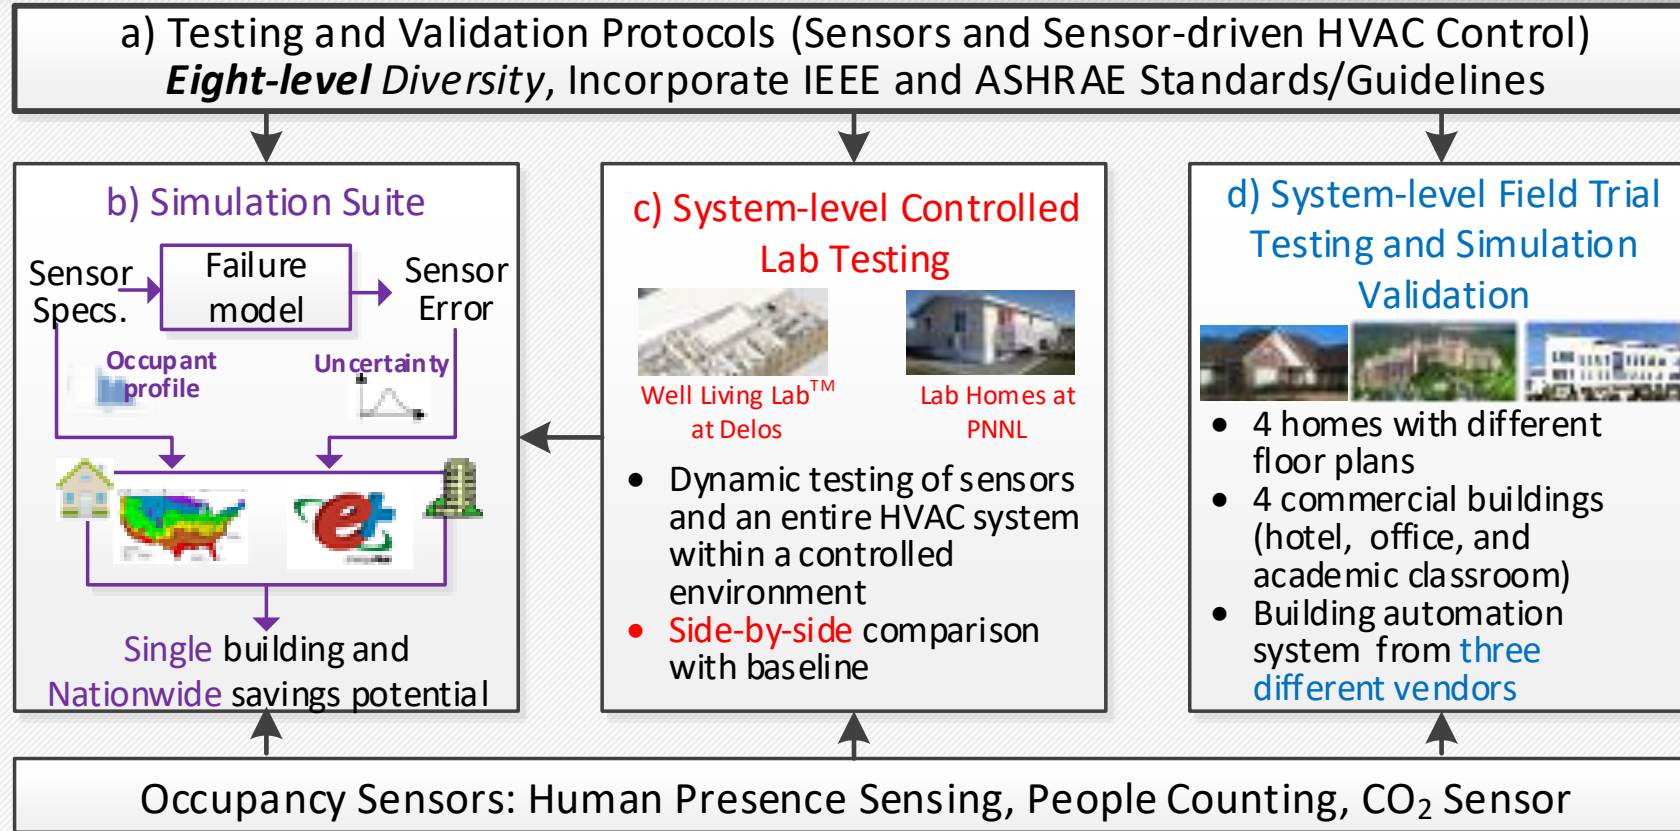 a) Testing and Validation Protocols (Sensors and Sensor-driven HVAC Control)
Eight-level Diversity, Incorporate IEEE and ASHRAE Standards/Guidelines
b) Simulation Suite
Sensor
Specs.
Failure
model
Sensor
Error
Occupant
profile
Uncertainty
Single building and
Nationwide savings potential
c) System-level Controlled
Lab Testing
Well Living Lab™
at Delos
Lab Homes at
PNNL
• Dynamic testing of sensors
and an entire HVAC system
within a controlled
environment
• Side-by-side comparison
with baseline
d) System-level Field Trial
Testing and Simulation
Validation
• 4 homes with different
floor plans
• 4 commercial buildings
(hotel, office, and
academic classroom)
• Building automation
system from three
different vendors
Occupancy Sensors: Human Presence Sensing, People Counting, CO₂ Sensor